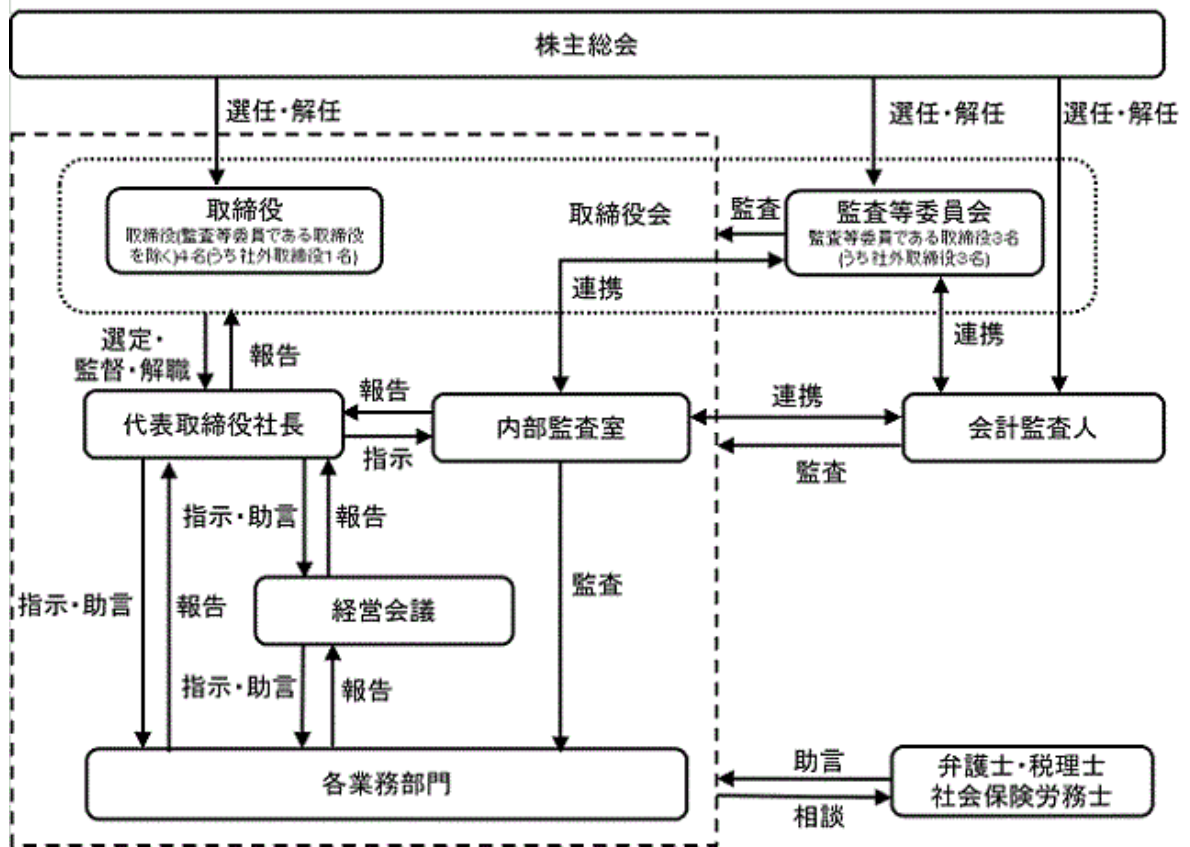 株主総会
選任・解任
選任・解任
選任・解任
取締役
取締役(監査等委員である取締役
を除く)4名(うち社外取締役1名)
取締役会
監査
監査等委員会
監査等委員である取締役3名
(うち社外取締役3名)
連携
連携
選定・
監督・解職
報告
代表取締役社長
報告
指示
内部監査室
連携
監査
会計監査人
指示・助言
報告
指示・助言
報告
経営会議
監査
指示・助言
報告
各業務部門
助言
相談
弁護士・税理士
社会保険労務士